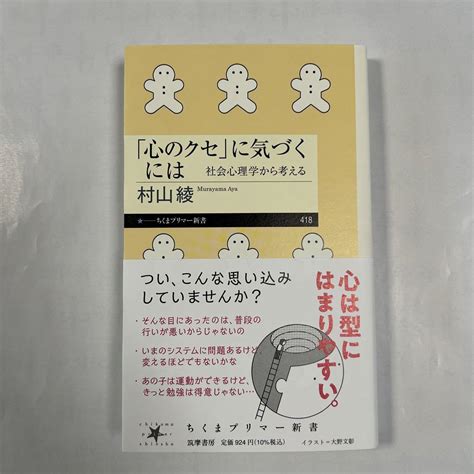 「心のクセ」に気づく
には 社会心理学から考える
村山 綾 Murayama Aya
★——ちくまプリマー新書 418
つい、こんな思い込み
していませんか?
・そんな目にあったのは、普段の
行いが悪いからじゃないの
・いまのシステムに問題あるけど、
変えるほどでもないかな
・あの子は運動ができるけど、
きっと勉強は得意じゃない…
心は型に
はまりやすい。
chikuma primer shinsho
ちくまプリマー新書
筑摩書房 定価 924円(10%税込) イラスト=大野文彰